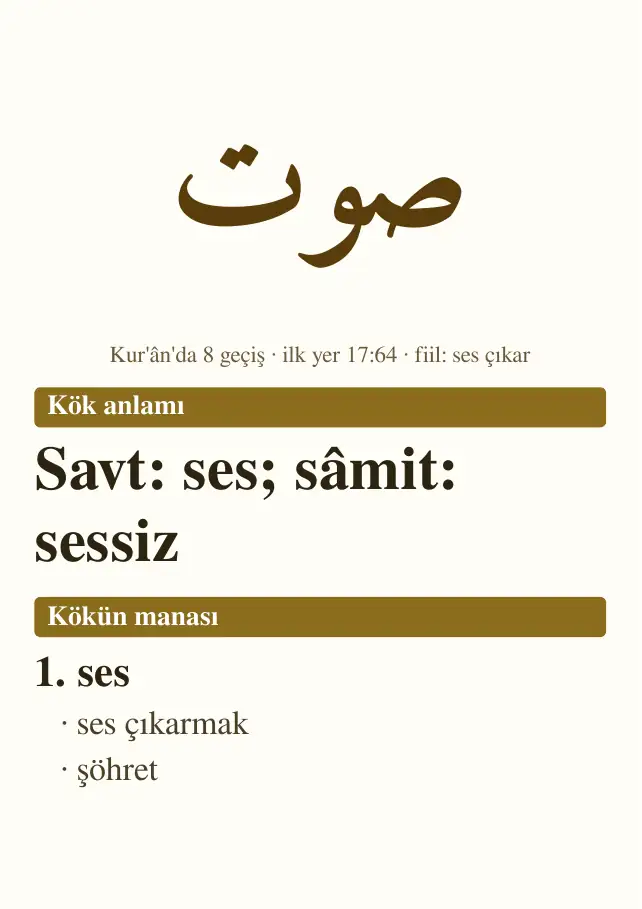 صوت
Kur'ân'da 8 geçiş · ilk yer 17:64 · fiil: ses çıkar
Kök anlamı
Savt: ses; sâmit:
sessiz
Kökün manası
1. ses
· ses çıkarmak
· şöhret